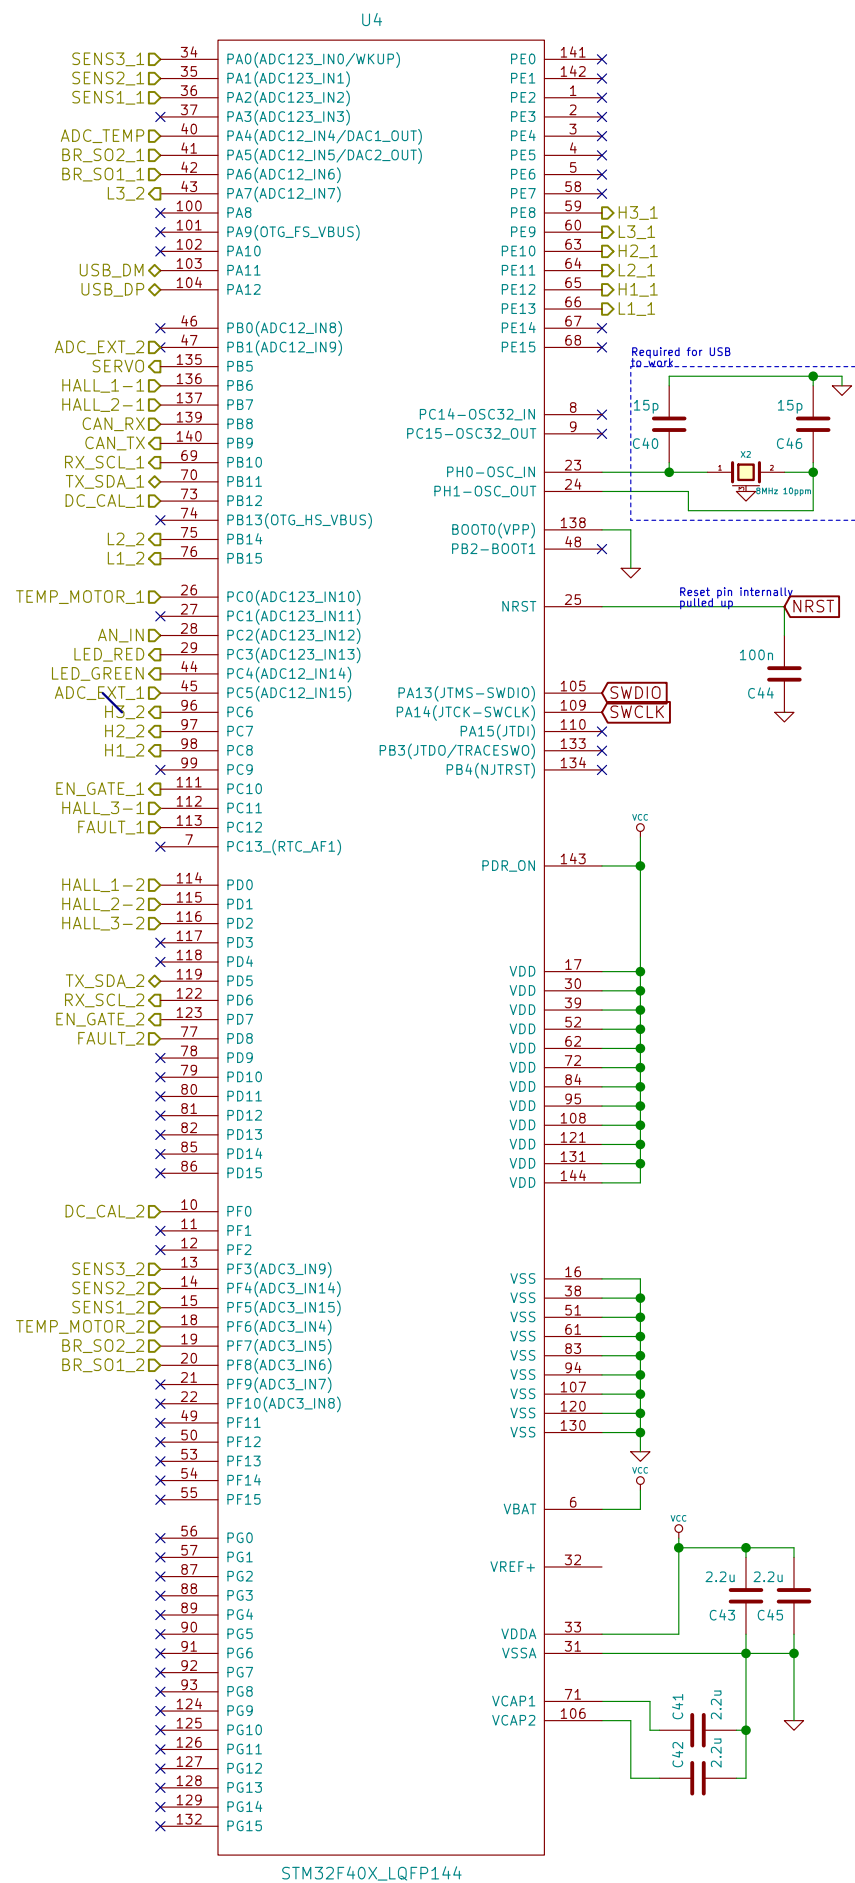 U4
SENS3_1 34 PA0(ADC123_IN0/WKUP)
SENS2_1 35 PA1(ADC123_IN1)
SENS1_1 36 PA2(ADC123_IN2)
37 PA3(ADC123_IN3)
ADC_TEMP 40 PA4(ADC12_IN4/DAC1_OUT)
BR_SO2_1 41 PA5(ADC12_IN5/DAC2_OUT)
BR_SO1_1 42 PA6(ADC12_IN6)
L3_2 43 PA7(ADC12_IN7)
100 PA8
101 PA9(OTG_FS_VBUS)
102 PA10
USB_DM 103 PA11
USB_DP 104 PA12
46 PB0(ADC12_IN8)
ADC_EXT_2 47 PB1(ADC12_IN9)
SERVO 135 PB5
HALL_1-1 136 PB6
HALL_2-1 137 PB7
CAN_RX 139 PB8
CAN_TX 140 PB9
RX_SCL_1 69 PB10
TX_SDA_1 70 PB11
DC_CAL_1 73 PB12
74 PB13(OTG_HS_VBUS)
L2_2 75 PB14
L1_2 76 PB15
TEMP_MOTOR_1 26 PC0(ADC123_IN10)
27 PC1(ADC123_IN11)
AN_IN 28 PC2(ADC123_IN12)
LED_RED 29 PC3(ADC123_IN13)
LED_GREEN 44 PC4(ADC12_IN14)
ADC_EXT_1 45 PC5(ADC12_IN15)
H3_2 96 PC6
H2_2 97 PC7
H1_2 98 PC8
99 PC9
EN_GATE_1 111 PC10
HALL_3-1 112 PC11
FAULT_1 113 PC12
7 PC13_(RTC_AF1)
HALL_1-2 114 PD0
HALL_2-2 115 PD1
HALL_3-2 116 PD2
117 PD3
118 PD4
TX_SDA_2 119 PD5
RX_SCL_2 122 PD6
EN_GATE_2 123 PD7
FAULT_2 77 PD8
78 PD9
79 PD10
80 PD11
81 PD12
82 PD13
85 PD14
86 PD15
DC_CAL_2 10 PF0
11 PF1
12 PF2
SENS3_2 13 PF3(ADC3_IN9)
SENS2_2 14 PF4(ADC3_IN14)
SENS1_2 15 PF5(ADC3_IN15)
TEMP_MOTOR_2 18 PF6(ADC3_IN4)
BR_SO2_2 19 PF7(ADC3_IN5)
BR_SO1_2 20 PF8(ADC3_IN6)
21 PF9(ADC3_IN7)
22 PF10(ADC3_IN8)
49 PF11
50 PF12
53 PF13
54 PF14
55 PF15
56 PG0
57 PG1
87 PG2
88 PG3
89 PG4
90 PG5
91 PG6
92 PG7
93 PG8
124 PG9
125 PG10
126 PG11
127 PG12
128 PG13
129 PG14
132 PG15
PE0 141
PE1 142
PE2 1
PE3 2
PE4 3
PE5 4
PE6 5
PE7 58
PE8 59 H3_1
PE9 60 L3_1
PE10 63 H2_1
PE11 64 L2_1
PE12 65 H1_1
PE13 66 L1_1
PE14 67
PE15 68
Required for USB
to work
15p 15p
C40 C46
X2
1 2
8MHz 10ppm
PC14-OSC32_IN 8
PC15-OSC32_OUT 9
PH0-OSC_IN 23
PH1-OSC_OUT 24
BOOT0(VPP) 138
PB2-BOOT1 48
Reset pin internally
pulled up
NRST 25 NRST
100n
C44
PA13(JTMS-SWDIO) 105 SWDIO
PA14(JTCK-SWCLK) 109 SWCLK
PA15(JTDI) 110
PB3(JTDO/TRACESWO) 133
PB4(NJTRST) 134
VCC
PDR_ON 143
VDD 17
VDD 30
VDD 39
VDD 52
VDD 62
VDD 72
VDD 84
VDD 95
VDD 108
VDD 121
VDD 131
VDD 144
VSS 16
VSS 38
VSS 51
VSS 61
VSS 83
VSS 94
VSS 107
VSS 120
VSS 130
VCC
VBAT 6
VCC
VREF+ 32
2.2u 2.2u
C43 C45
VDDA 33
VSSA 31
VCAP1 71
VCAP2 106
C41 2.2u
C42 2.2u
STM32F40X_LQFP144